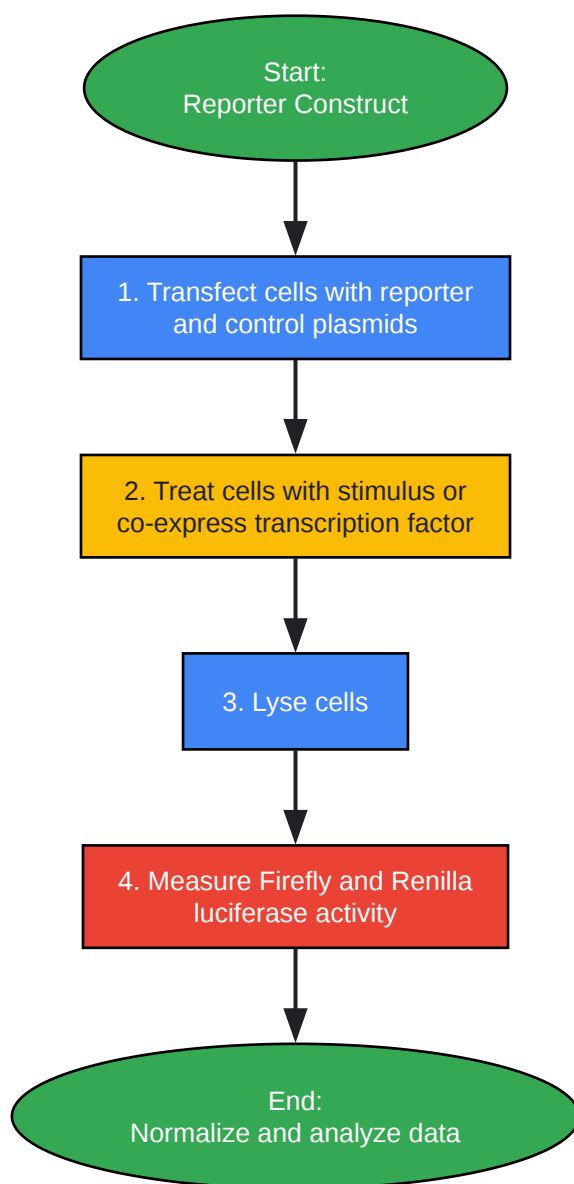 Start:
Reporter Construct
1. Transfect cells with reporter
and control plasmids
2. Treat cells with stimulus or
co-express transcription factor
3. Lyse cells
4. Measure Firefly and Renilla
luciferase activity
End:
Normalize and analyze data